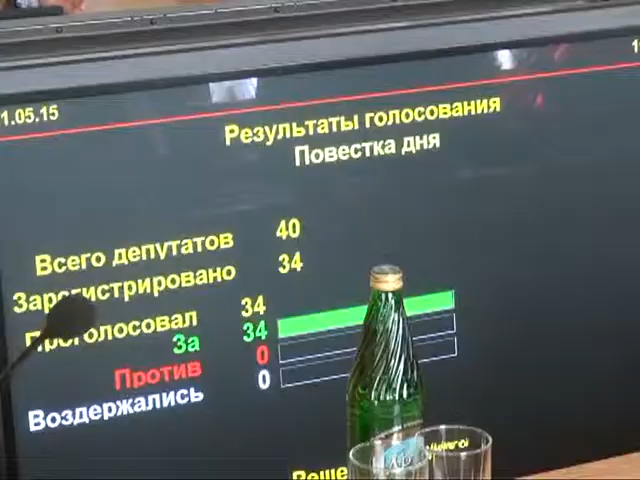 1.05.15
Результаты голосования
Повестка дня
Всего депутатов 40
Зарегистрировано 34
Проголосовал 34
За 34
Против 0
Воздержались 0